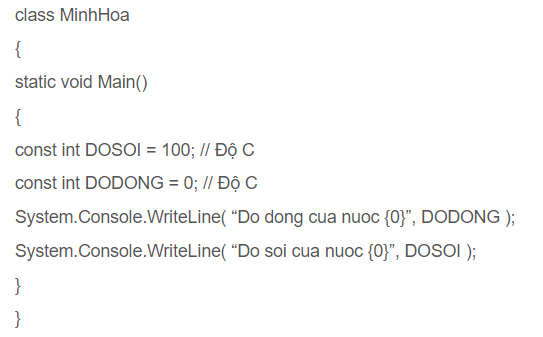 class MinhHoa
{
static void Main()
{
const int DOSOI = 100; // Độ C
const int DODONG = 0; // Độ C
System.Console.WriteLine( “Do dong cua nuoc {0}”, DODONG );
System.Console.WriteLine( “Do soi cua nuoc {0}”, DOSOI );
}
}